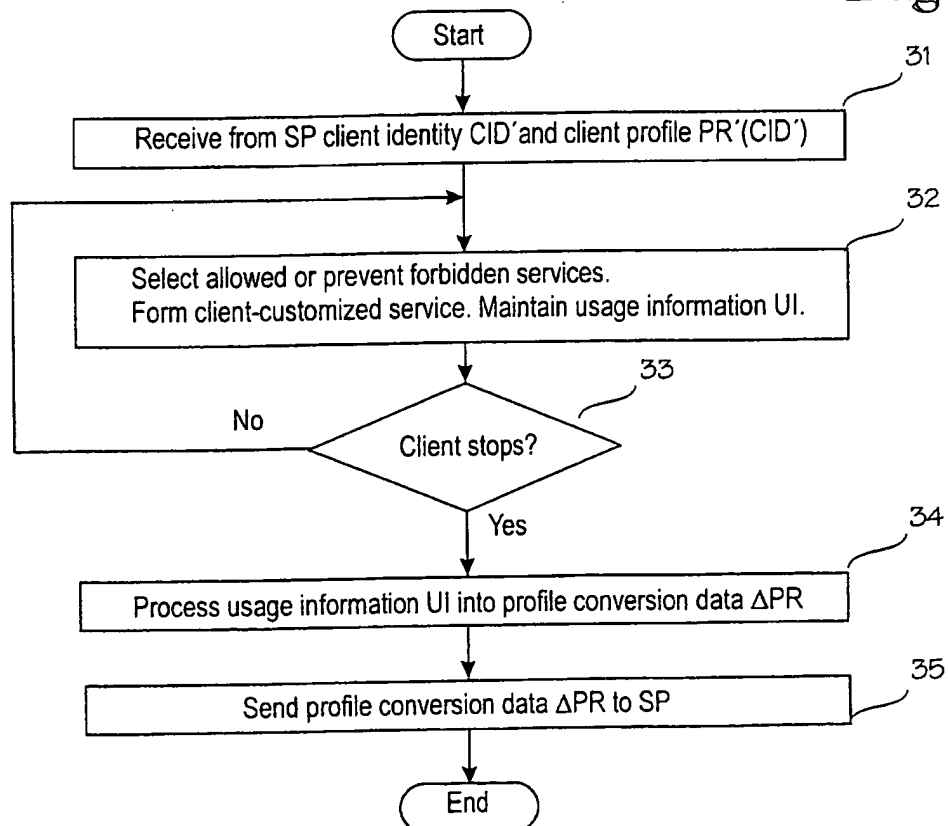 Start
31
Receive from SP client identity CID´and client profile PR´(CID´)
32
Select allowed or prevent forbidden services.
Form client-customized service. Maintain usage information UI.
33
No
Client stops?
Yes
34
Process usage information UI into profile conversion data ΔPR
35
Send profile conversion data ΔPR to SP
End